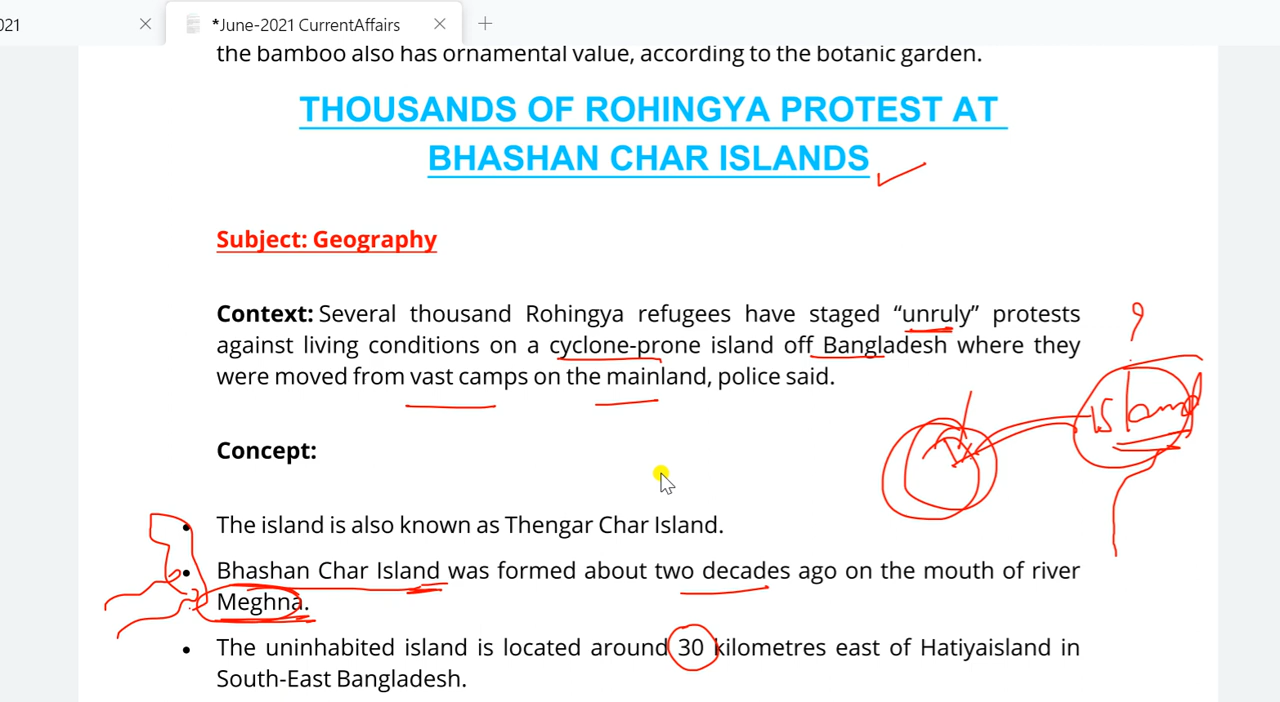 021
*June-2021 CurrentAffairs
the bamboo also has ornamental value, according to the botanic garden.
THOUSANDS OF ROHINGYA PROTEST AT
BHASHAN CHAR ISLANDS
Subject: Geography
Context: Several thousand Rohingya refugees have staged “unruly” protests
against living conditions on a cyclone-prone island off Bangladesh where they
were moved from vast camps on the mainland, police said.
island
Concept:
• The island is also known as Thengar Char Island.
• Bhashan Char Island was formed about two decades ago on the mouth of river
Meghna.
• The uninhabited island is located around 30 kilometres east of Hatiyaisland in
South-East Bangladesh.